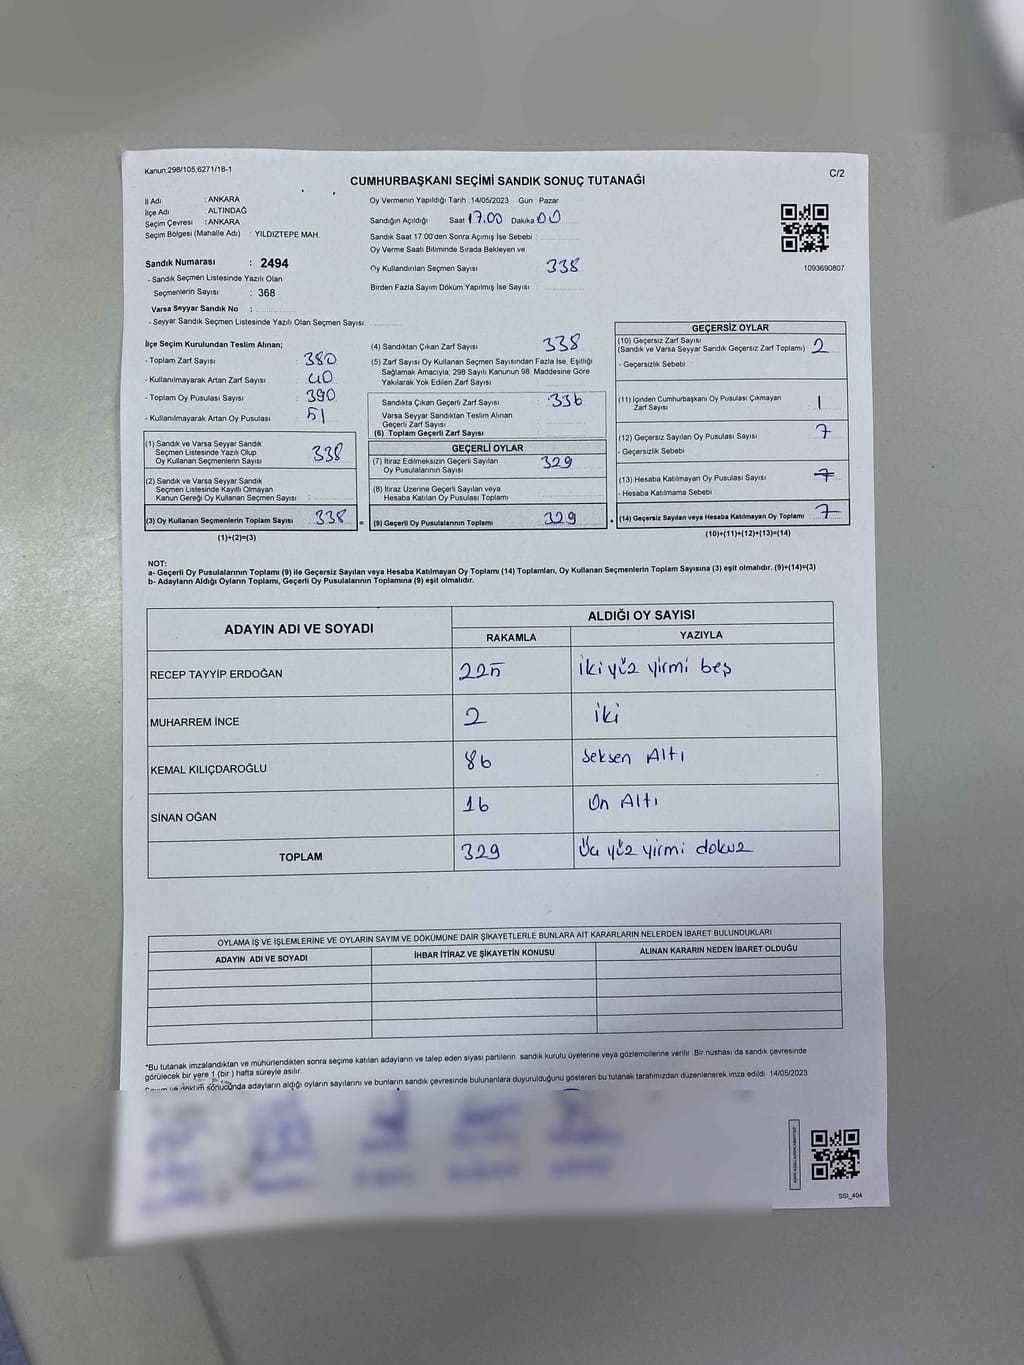 Kanun.298/105.6271/18-1
C/2
CUMHURBAŞKANI SEÇİMİ SANDIK SONUÇ TUTANAĞI
İl Adı : ANKARA
İlçe Adı : ALTINDAĞ
Seçim Çevresi : ANKARA
Seçim Bölgesi (Mahalle Adı) : YILDIZTEPE MAH.
Sandık Numarası : 2494
- Sandık Seçmen Listesinde Yazılı Olan
Seçmenlerin Sayısı : 368
Varsa Seyyar Sandık No :
- Seyyar Sandık Seçmen Listesinde Yazılı Olan Seçmen Sayısı:
Oy Vermenin Yapıldığı Tarih : 14/05/2023 Gün : Pazar
Sandığın Açıldığı Saat 17.00 Dakika 00
Sandık Saat 17:00'den Sonra Açımış İse Sebebi :
Oy Verme Saati Bitiminde Sırada Bekleyen ve
Oy Kullandırılan Seçmen Sayısı 338
Birden Fazla Sayım Döküm Yapılmış İse Sayısı :
1093690807
İlçe Seçim Kurulundan Teslim Alınan;
- Toplam Zarf Sayısı : 380
- Kullanılmayarak Artan Zarf Sayısı : 40
- Toplam Oy Pusulası Sayısı : 390
- Kullanılmayarak Artan Oy Pusulası : 51
(1) Sandık ve Varsa Seyyar Sandık
Seçmen Listesinde Yazılı Olup
Oy Kullanan Seçmenlerin Sayısı 338
(2) Sandık ve Varsa Seyyar Sandık
Seçmen Listesinde Kayıtlı Olmayan
Kanun Gereği Oy Kullanan Seçmen Sayısı
(3) Oy Kullanan Seçmenlerin Toplam Sayısı 338
(1)+(2)=(3)
(4) Sandıktan Çıkan Zarf Sayısı 338
(5) Zarf Sayısı Oy Kullanan Seçmen Sayısından Fazla İse, Eşitliği
Sağlamak Amacıyla, 298 Sayılı Kanunun 98. Maddesine Göre
Yakılarak Yok Edilen Zarf Sayısı
Sandıkta Çıkan Geçerli Zarf Sayısı 336
Varsa Seyyar Sandıktan Teslim Alınan
Geçerli Zarf Sayısı
(6) Toplam Geçerli Zarf Sayısı
GEÇERLİ OYLAR
(7) İtiraz Edilmeksizin Geçerli Sayılan
Oy Pusulalarının Sayısı 329
(8) İtiraz Üzerine Geçerli Sayılan veya
Hesaba Katılan Oy Pusulası Toplamı
= (9) Geçerli Oy Pusulalarının Toplamı 329
GEÇERSİZ OYLAR
(10) Geçersiz Zarf Sayısı
(Sandık ve Varsa Seyyar Sandık Geçersiz Zarf Toplamı) 2
- Geçersizlik Sebebi
(11) İçinden Cumhurbaşkanı Oy Pusulası Çıkmayan
Zarf Sayısı 1
(12) Geçersiz Sayılan Oy Pusulası Sayısı 7
- Geçersizlik Sebebi
(13) Hesaba Katılmayan Oy Pusulası Sayısı 7
- Hesaba Katılmama Sebebi
+ (14) Geçersiz Sayılan veya Hesaba Katılmayan Oy Toplamı 7
(10)+(11)+(12)+(13)=(14)
NOT:
a- Geçerli Oy Pusulalarının Toplamı (9) ile Geçersiz Sayılan veya Hesaba Katılmayan Oy Toplamı (14) Toplamları, Oy Kullanan Seçmenlerin Toplam Sayısına (3) eşit olmalıdır. (9)+(14)=(3)
b- Adayların Aldığı Oyların Toplamı, Geçerli Oy Pusulalarının Toplamına (9) eşit olmalıdır.
ADAYIN ADI VE SOYADI
ALDIĞI OY SAYISI
RAKAMLA YAZIYLA
RECEP TAYYİP ERDOĞAN 225 iki yüz yirmi beş
MUHARREM İNCE 2 iki
KEMAL KILIÇDAROĞLU 86 Seksen Altı
SİNAN OĞAN 16 On Altı
TOPLAM 329 Üç yüz yirmi dokuz
OYLAMA İŞ VE İŞLEMLERİNE VE OYLARIN SAYIM VE DÖKÜMÜNE DAİR ŞİKAYETLERLE BUNLARA AİT KARARLARIN NELERDEN İBARET BULUNDUKLARI
ADAYIN ADI VE SOYADI İHBAR İTİRAZ VE ŞİKAYETİN KONUSU ALINAN KARARIN NEDEN İBARET OLDUĞU
*Bu tutanak imzalandıktan ve mühürlendikten sonra seçime katılan adayların ve talep eden siyasi partilerin sandık kurulu üyelerine veya gözlemcilerine verilir. Bir nüshası da sandık çevresinde
görülecek bir yere 1 (bir ) hafta süreyle asılır.
sonucunda adayların aldığı oyların sayılarını ve bunların sandık çevresinde bulunanlara duyurulduğunu gösteren bu tutanak tarafımızdan düzenlenerek imza edildi. 14/05/2023
SSI_404